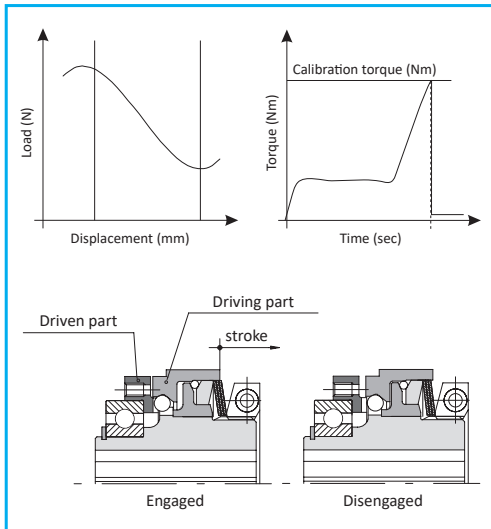 Load (N)
Displacement (mm)
Calibration torque (Nm)
Torque (Nm)
Time (sec)
Driving part
Driven part
stroke
Engaged
Disengaged